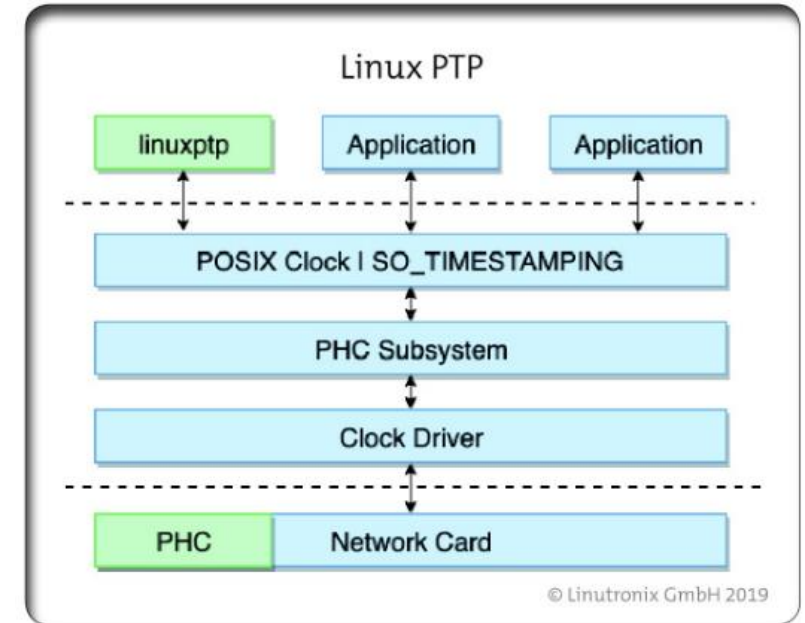 Linux PTP
linuxptp Application Application
POSIX Clock | SO_TIMESTAMPING
PHC Subsystem
Clock Driver
PHC Network Card
© Linutronix GmbH 2019